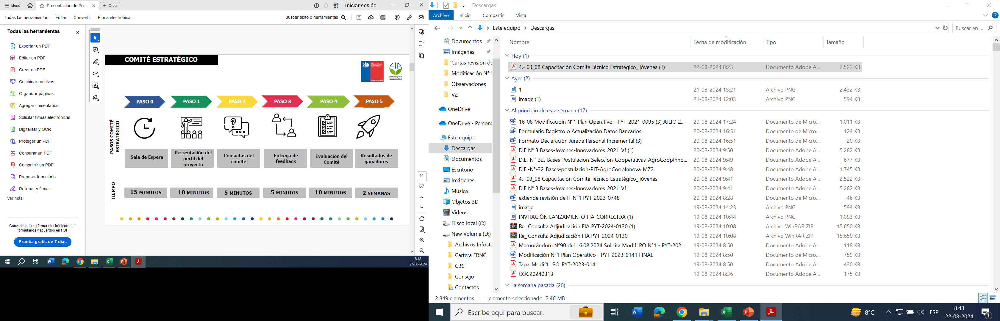 Menú
Presentación de Po...
Crear
Iniciar sesión
Todas las herramientas
Editar
Convertir
Firma electrónica
Buscar texto o herramientas
Todas las herramientas
Exportar un PDF
Editar un PDF
Crear un PDF
Combinar archivos
Organizar páginas
Agregar comentarios
Solicitar firmas electrónicas
Digitalizar y OCR
Proteger un PDF
Censurar un PDF
Comprimir un PDF
Preparar formulario
Rellenar y firmar
Ver más
Convertir, editar y firmar electrónicamente
formularios y acuerdos en PDF
Prueba gratis de 7 días
COMITÉ ESTRATÉGICO
Ministerio de
Agricultura
FIA
PASOS COMITÉ
ESTRATÉGICO
PASO 0
PASO 1
PASO 2
PASO 3
PASO 4
PASO 5
Sala de Espera
Presentación del
perfil del
proyecto
Consultas del
comité
Entrega de
feedback
Evaluación del
Comité
Resultados de
ganadores
TIEMPO
15 MINUTOS
10 MINUTOS
5 MINUTOS
5 MINUTOS
10 MINUTOS
2 SEMANAS
11
67
8:48
22-08-2024
Descargas
Archivo
Inicio
Compartir
Vista
Este equipo
Descargas
Buscar en ...
Documentos
Imágenes
Cartas revisión de
Modificación N°1
Observaciones
V2
OneDrive
OneDrive - Persona
Este equipo
Descargas
Documentos
Escritorio
Imágenes
Música
Objetos 3D
Videos
Disco local (C:)
New Volume (D:)
Archivos Infosta
Cartera ERNC
CBC
Consejo
Contactos
Nombre Fecha de modificación Tipo Tamaño
Hoy (1)
4.- 03_08 Capacitación Comite Técnico Estratégico_ jóvenes (1) 22-08-2024 8:23 Documento Adobe A... 2.522 KB
Ayer (2)
1 21-08-2024 15:21 Archivo PNG 2.432 KB
image (1) 21-08-2024 12:03 Archivo PNG 594 KB
Al principio de esta semana (17)
16-08 Modificacioìn N°1 Plan Operativo - PYT-2021-0095 (3) JULIO 2... 20-08-2024 17:24 Documento de Micro... 1.011 KB
Formulario Registro o Actualización Datos Bancarios 20-08-2024 16:51 Documento de Micro... 124 KB
Formato Declaración Jurada Personal Incremental (3) 20-08-2024 16:51 Documento de Micro... 20 KB
D.E N° 3 Bases-Jovenes-Innovadores_2021_Vf (1) 20-08-2024 9:50 Documento Adobe A... 5.282 KB
D.E.-N°-32.-Bases-Postulacion-Seleccion-Cooperativas-AgroCoopInno... 20-08-2024 9:49 Documento Adobe A... 677 KB
D.E.-N°-32_Bases-postulacion-PIT-AgroCoopInnova_MZ2 20-08-2024 9:48 Documento Adobe A... 1.745 KB
4.- 03_08 Capacitación Comite Técnico Estratégico_ jóvenes 20-08-2024 9:41 Documento Adobe A... 2.522 KB
D.E N° 3 Bases-Jovenes-Innovadores_2021_Vf 20-08-2024 9:41 Documento Adobe A... 5.282 KB
extiende revisión de IT N°1 PYT-2023-0748 20-08-2024 8:28 Documento de Micro... 46 KB
image 19-08-2024 14:23 Archivo PNG 594 KB
INVITACIÓN LANZAMIENTO FIA-CORREGIDA (1) 19-08-2024 10:44 Archivo PNG 1.093 KB
Re_ Consulta Adjudicación FIA PYT-2024-0130 (1) 19-08-2024 10:08 Archivo WinRAR ZIP 15.650 KB
Re_ Consulta Adjudicación FIA PYT-2024-0130 19-08-2024 10:08 Archivo WinRAR ZIP 15.650 KB
Memorándum N°90 del 16.08.2024 Solicita Modif. PO N°1 - PYT-202... 19-08-2024 8:50 Documento Adobe A... 118 KB
Modificación N°1 Plan Operativo - PYT-2023-0141 FINAL 19-08-2024 8:50 Documento de Micro... 759 KB
Tapa_Modif1_ PO_PYT-2023-0141 19-08-2024 8:50 Documento Adobe A... 430 KB
COC20240313 19-08-2024 8:36 Documento Adobe A... 175 KB
La semana pasada (20)
2.849 elementos
1 elemento seleccionado 2,46 MB
Escribe aquí para buscar.
8°C
ESP
8:48
22-08-2024
1